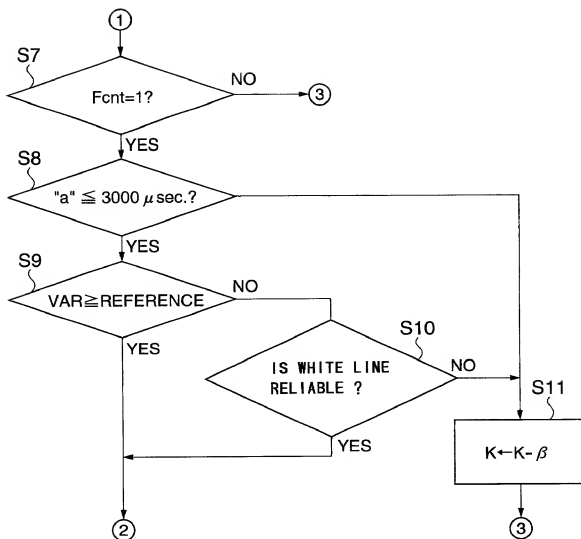 1
S7
Fcnt=1?
NO
3
YES
S8
"a" ≦ 3000 μsec.?
YES
S9
VAR≧REFERENCE
NO
YES
S10
IS WHITE LINE
RELIABLE ?
NO
YES
S11
K←K-β
2
3